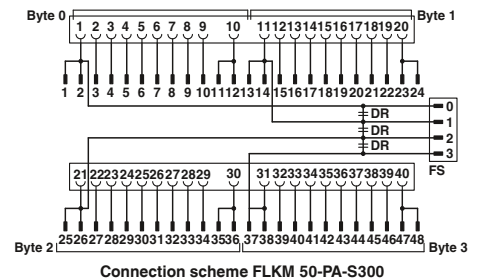 Byte 0 Byte 1
1 2 3 4 5 6 7 8 9 10 11 12 13 14 15 16 17 18 19 20
1 2 3 4 5 6 7 8 9 10 11 12 13 14 15 16 17 18 19 20 21 22 23 24
0
DR
1
DR
2
DR
3
FS
21 22 23 24 25 26 27 28 29 30 31 32 33 34 35 36 37 38 39 40
25 26 27 28 29 30 31 32 33 34 35 36 37 38 39 40 41 42 43 44 45 46 47 48
Byte 2 Byte 3
Connection scheme FLKM 50-PA-S300